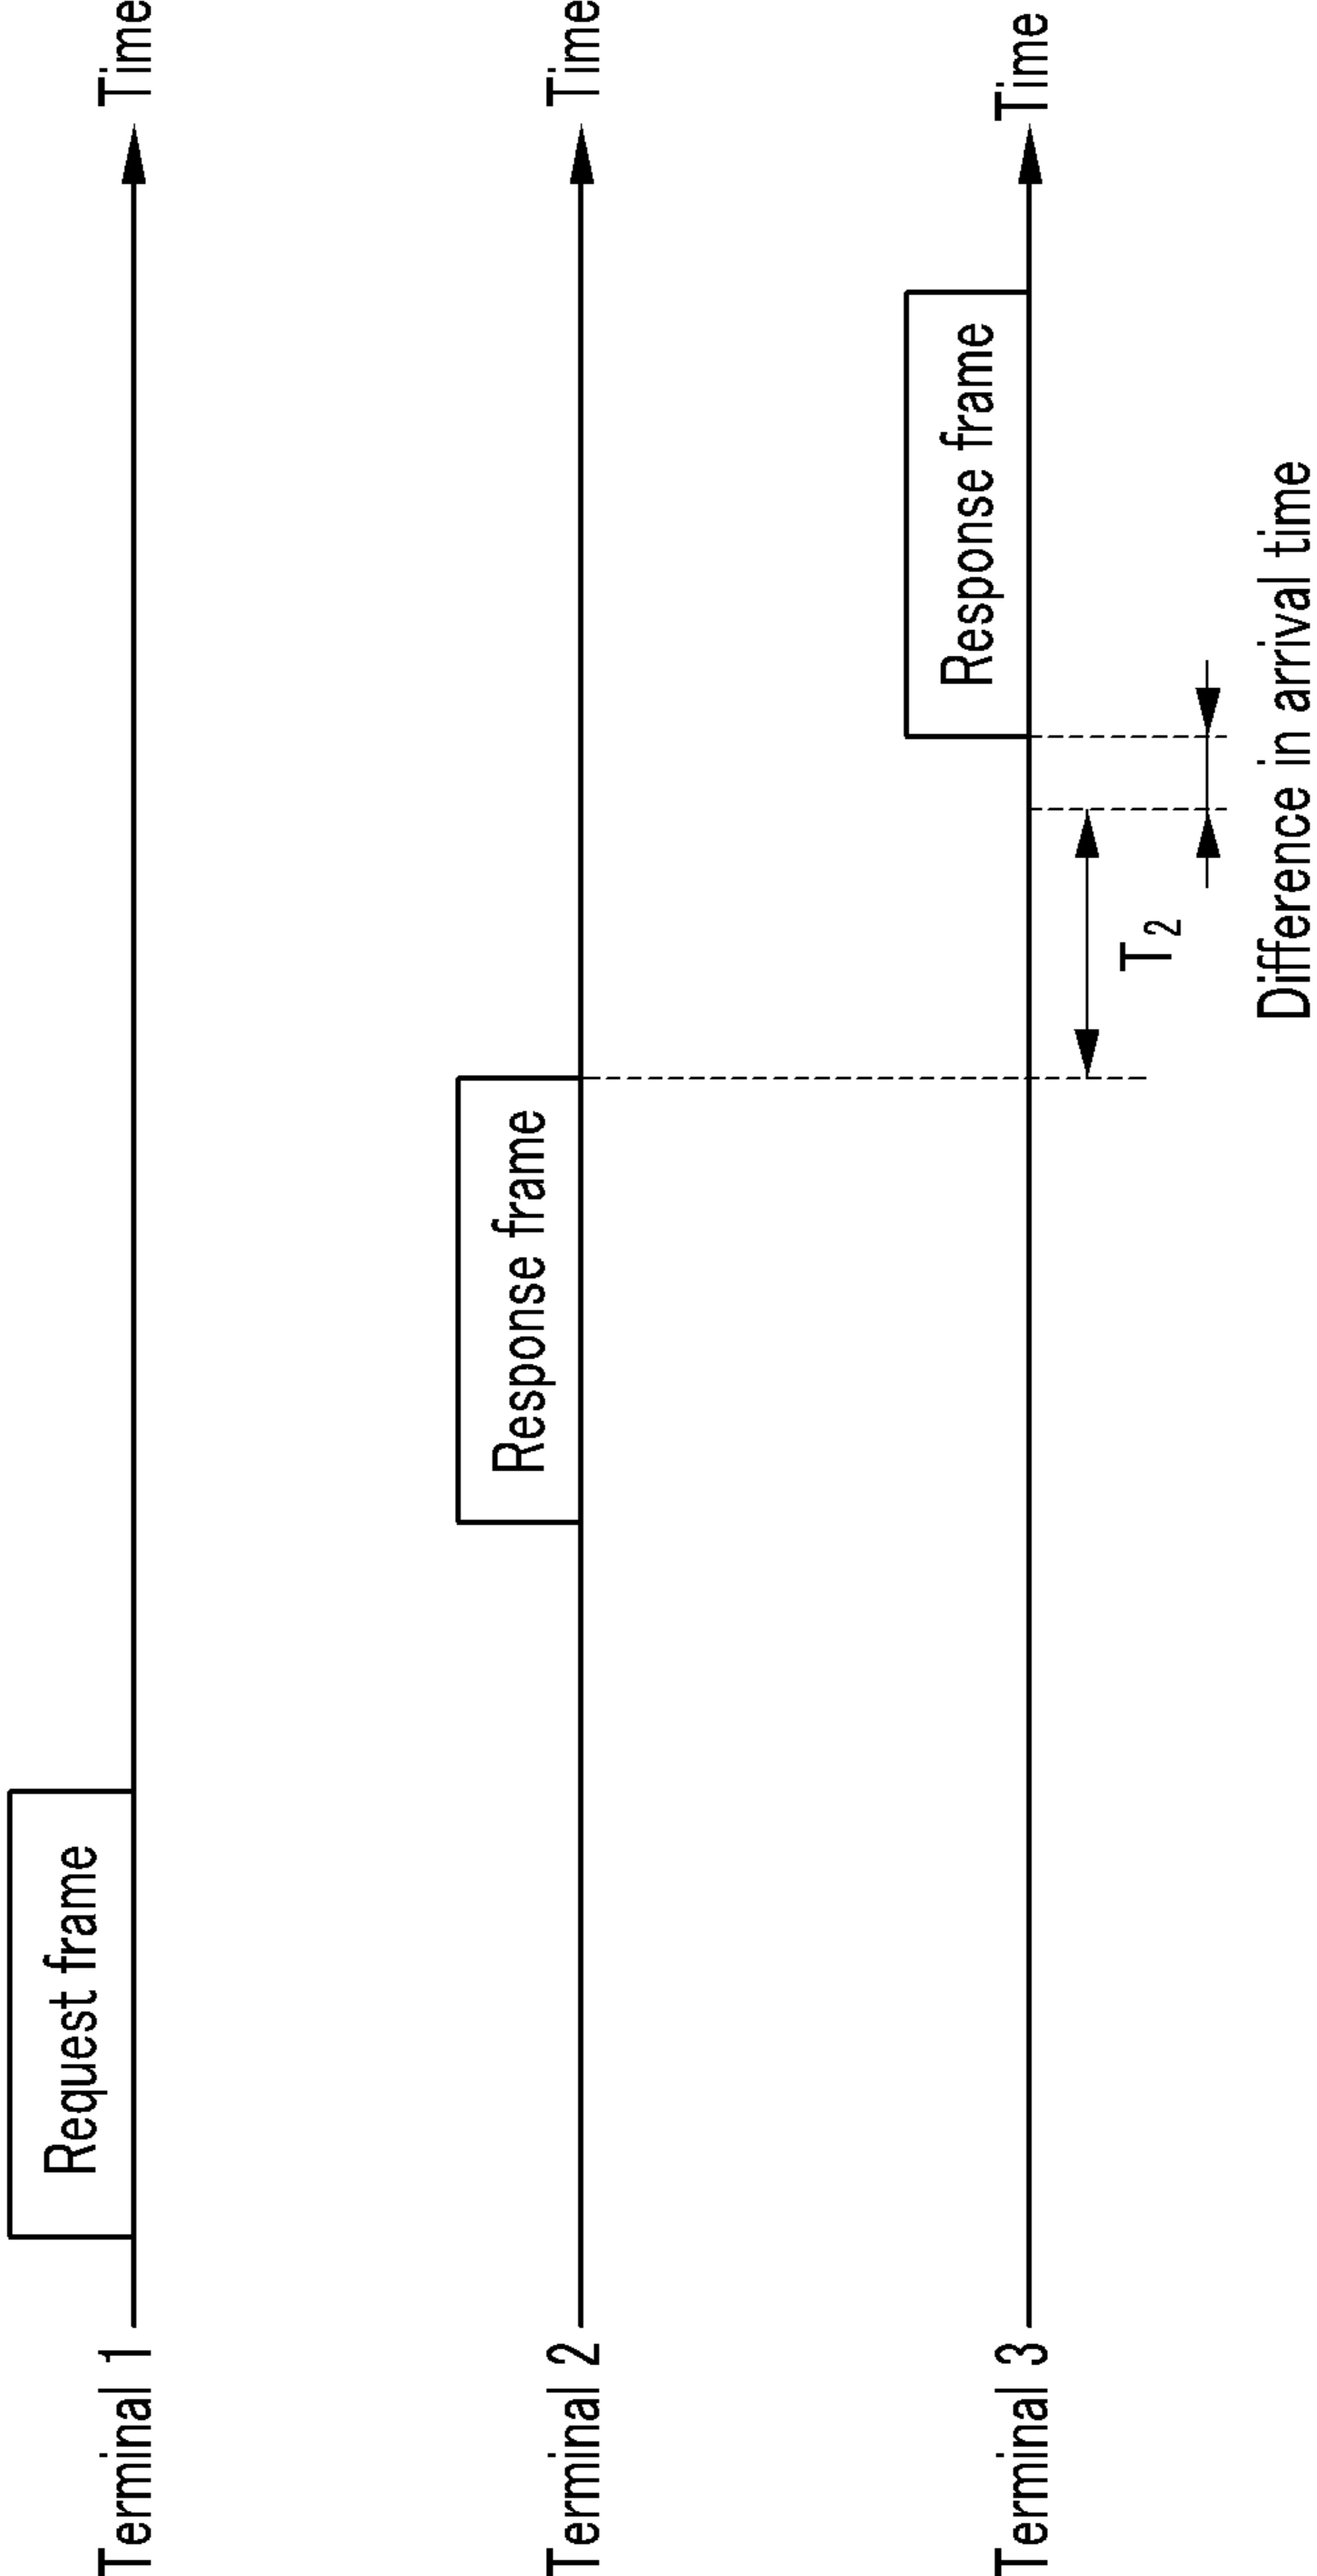 Terminal 1
Request frame
Time
Terminal 2
Response frame
Time
Terminal 3
Response frame
Time
T2
Difference in arrival time